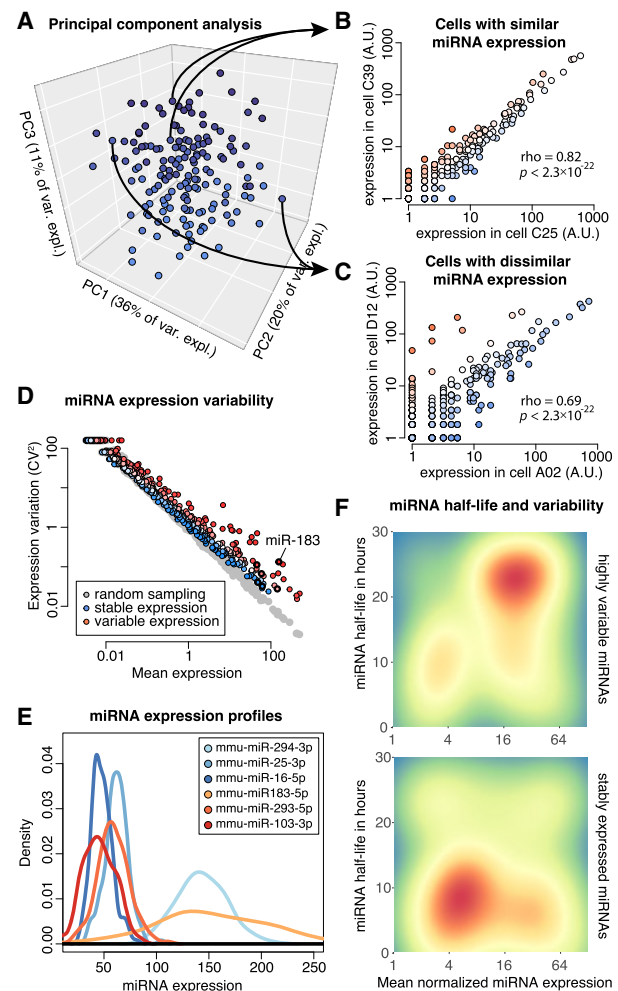 A
Principal component analysis
PC3 (11% of var. expl.)
PC1 (36% of var. expl.)
PC2 (20% of var. expl.)
B
Cells with similar
miRNA expression
expression in cell C39 (A.U.)
1000
100
10
1
rho = 0.82
p < 2.3×10-22
1
10
100
1000
expression in cell C25 (A.U.)
C
Cells with dissimilar
miRNA expression
expression in cell D12 (A.U.)
1000
100
10
1
rho = 0.69
p < 2.3×10-22
1
10
100
1000
expression in cell A02 (A.U.)
D
miRNA expression variability
Expression variation (CV²)
100
1
0.01
miR-183
random sampling
stable expression
variable expression
0.01
1
100
Mean expression
E
miRNA expression profiles
Density
0.04
0.03
0.02
0.01
0.00
mmu-miR-294-3p
mmu-miR-25-3p
mmu-miR-16-5p
mmu-miR183-5p
mmu-miR-293-5p
mmu-miR-103-3p
50
100
150
200
250
miRNA expression
F
miRNA half-life and variability
miRNA half-life in hours
30
20
10
0
1
4
16
64
highly variable miRNAs
miRNA half-life in hours
30
20
10
0
1
4
16
64
stably expressed miRNAs
Mean normalized miRNA expression